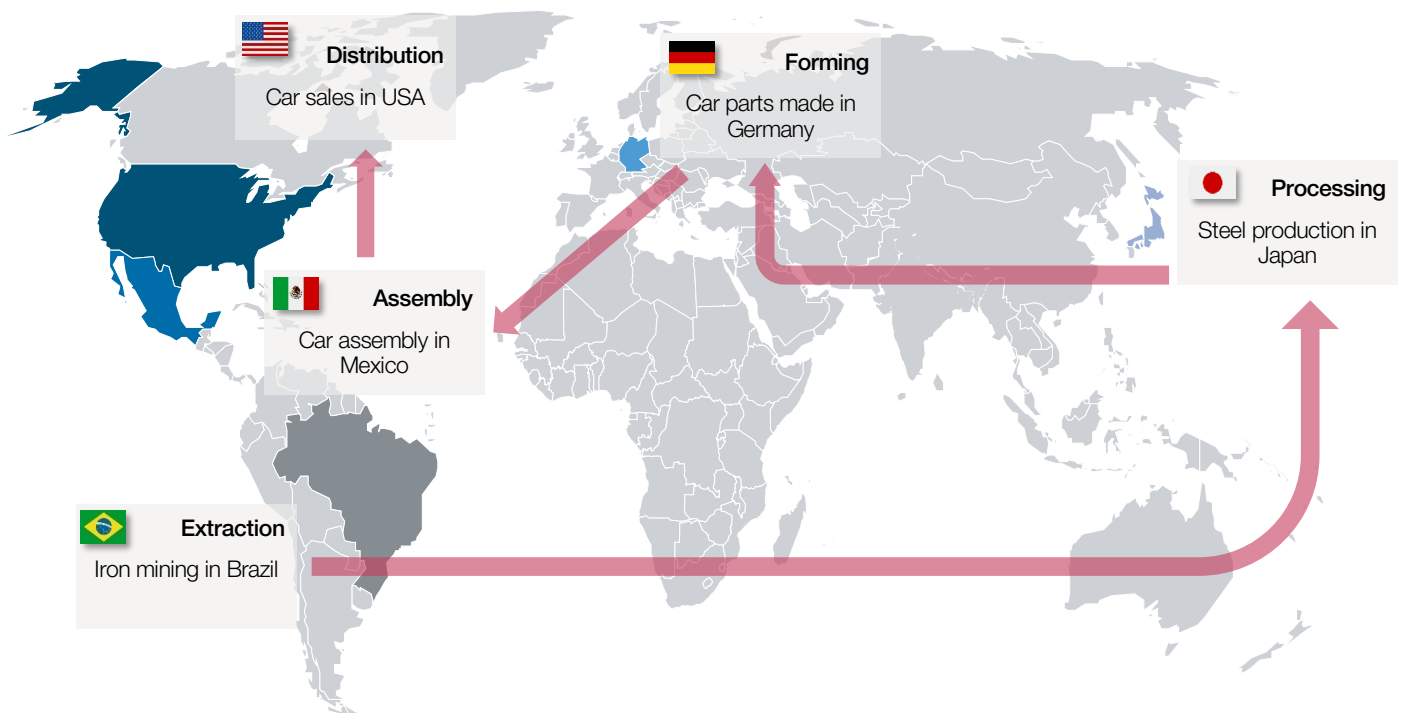 Distribution
Car sales in USA
Forming
Car parts made in
Germany
Processing
Steel production in
Japan
Assembly
Car assembly in
Mexico
Extraction
Iron mining in Brazil